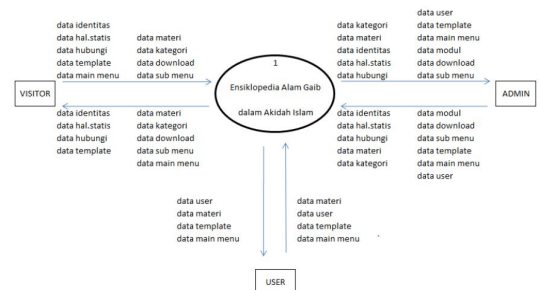 data identitas
data hal.statis
data hubungi
data template
data main menu
data materi
data kategori
data download
data sub menu
VISITOR
data identitas
data hal.statis
data hubungi
data template
data materi
data kategori
data download
data sub menu
data main menu
1
Ensiklopedia Alam Gaib
dalam Akidah Islam
data kategori
data materi
data identitas
data hal.statis
data hubungi
data user
data template
data main menu
data modul
data download
data sub menu
ADMIN
data identitas
data hal.statis
data hubungi
data materi
data kategori
data modul
data download
data sub menu
data template
data main menu
data user
data user
data materi
data template
data main menu
data materi
data user
data template
data main menu
USER